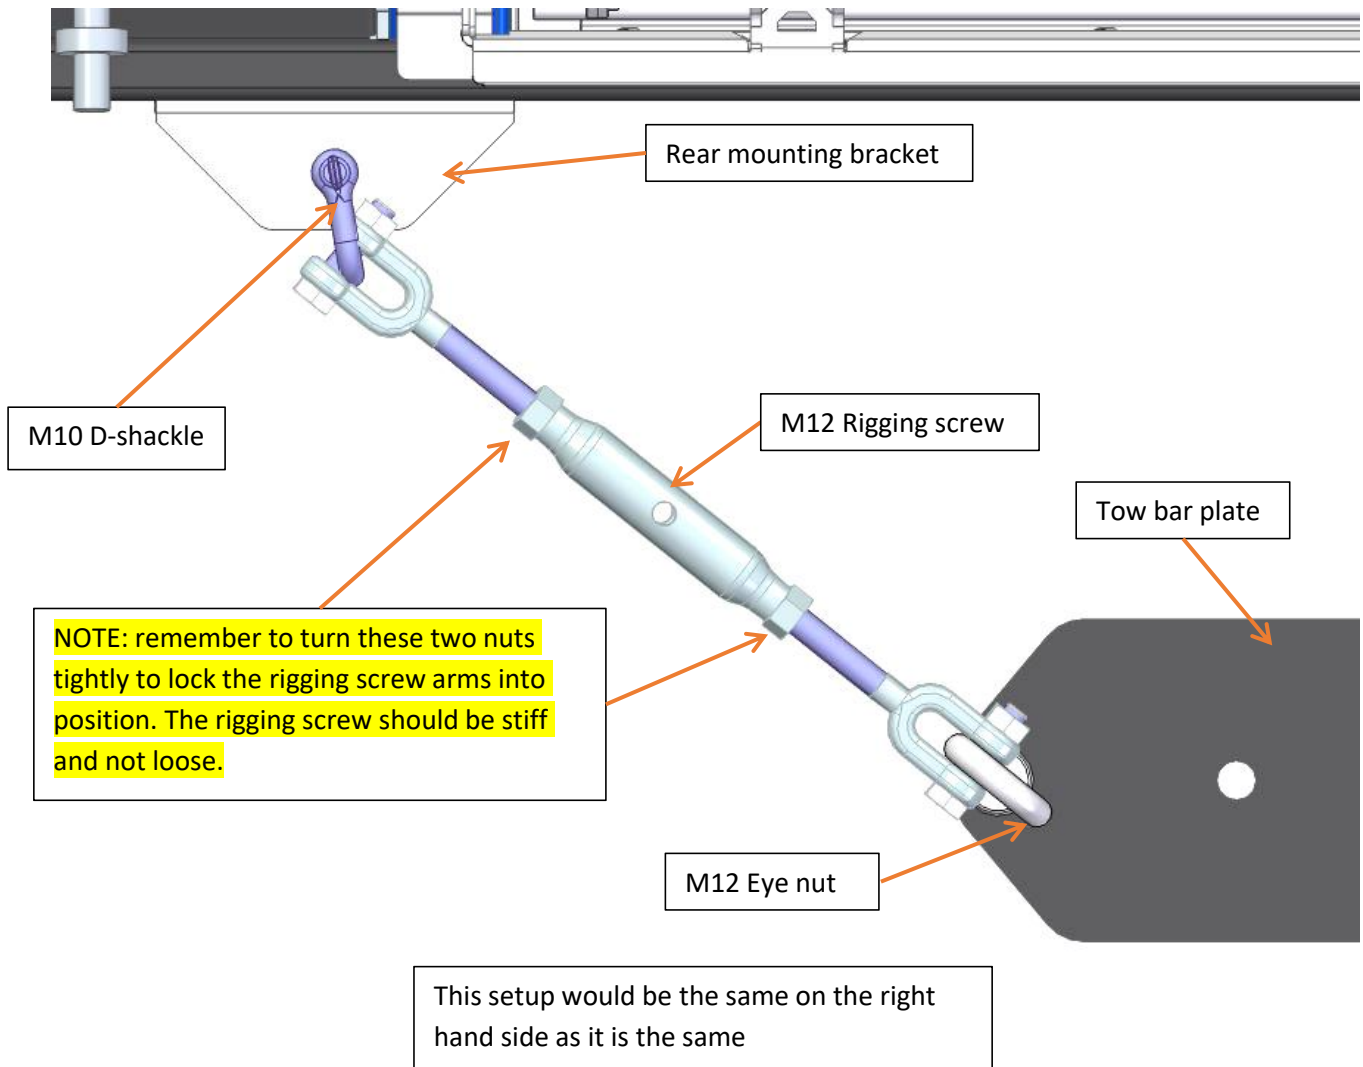 Rear mounting bracket
M10 D-shackle
M12 Rigging screw
Tow bar plate
NOTE: remember to turn these two nuts
tightly to lock the rigging screw arms into
position. The rigging screw should be stiff
and not loose.
M12 Eye nut
This setup would be the same on the right
hand side as it is the same